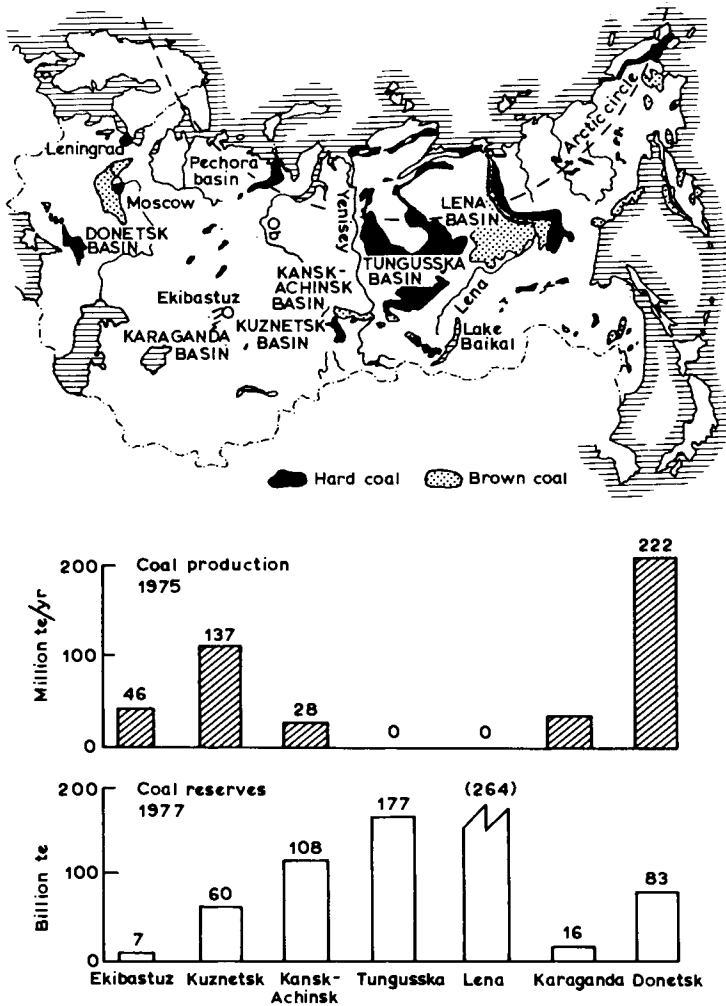 Arctic circle
Leningrad
Pechora
basin
Moscow
DONETSK
BASIN
Ob
Yenisey
LENA
BASIN
TUNGUSSKA
BASIN
KANSK-
ACHINSK
BASIN
Lena
Ekibastuz
KARAGANDA
BASIN
KUZNETSK
BASIN
Lake
Baikal
Hard coal
Brown coal
Coal production
1975
Million te/yr
200
100
0
46
137
28
0
0
222
Coal reserves
1977
Billion te
200
100
0
7
60
108
177
(264)
16
83
Ekibastuz
Kuznetsk
Kansk-
Achinsk
Tungusska
Lena
Karaganda
Donetsk